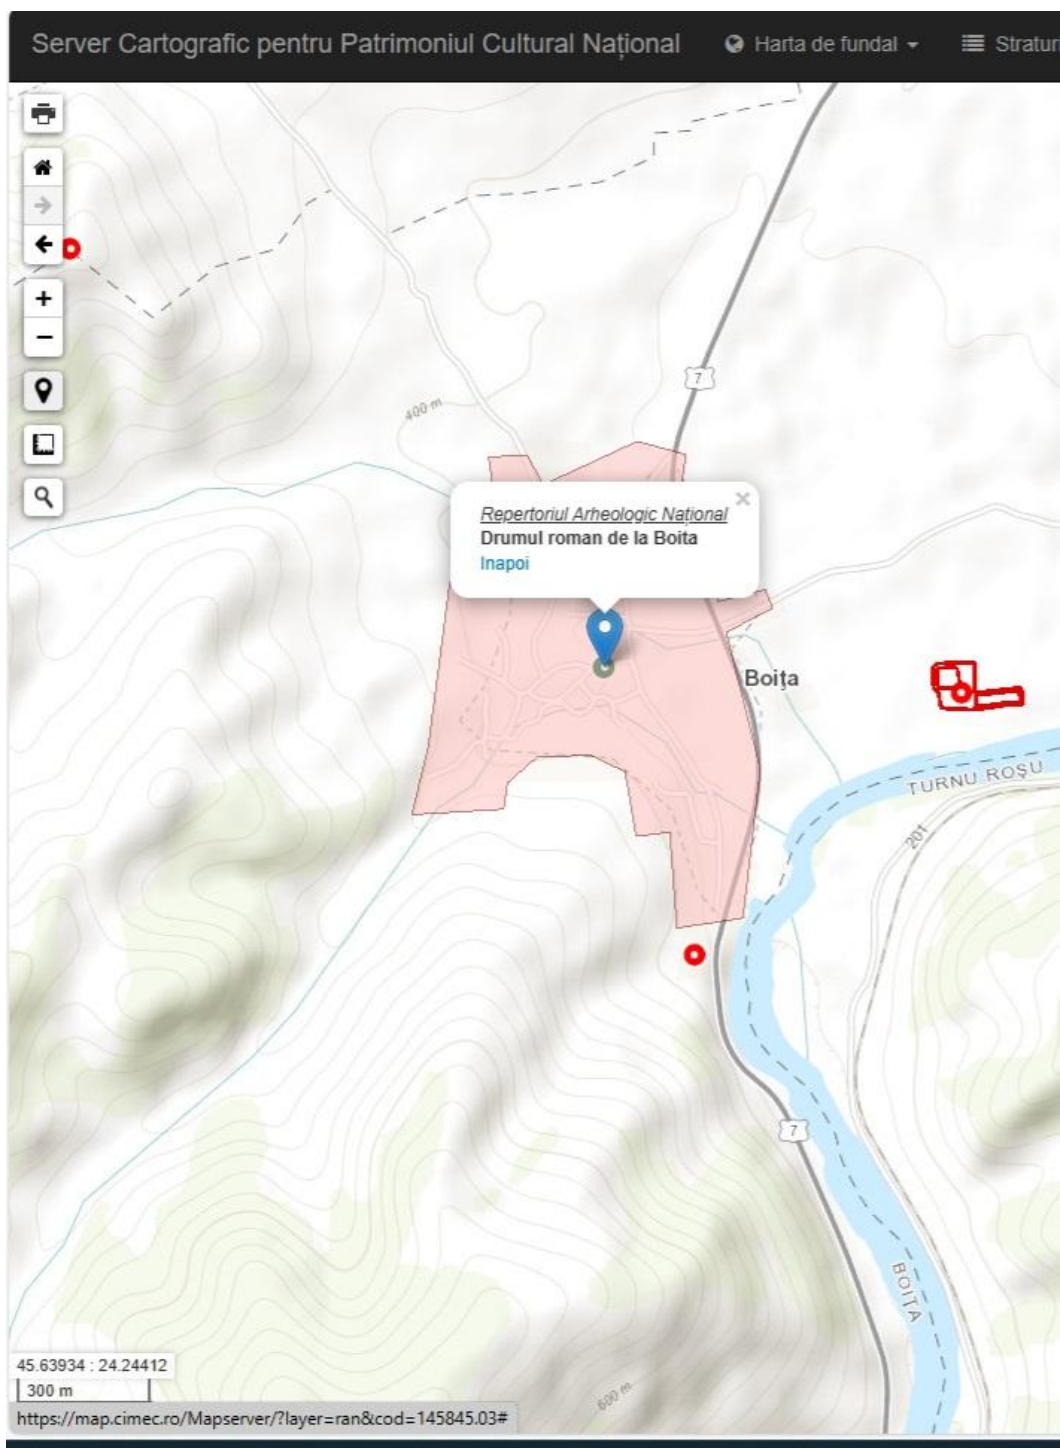 Server Cartografic pentru Patrimoniul Cultural Național
Harta de fundal
Stratur
400 m
7
Repertoriul Arheologic Național
Drumul roman de la Boita
Inapoi
×
Boița
TURNU ROȘU
201
7
BOIȚA
600 m
45.63934 : 24.24412
300 m
https://map.cimec.ro/Mapserver/?layer=ran&cod=145845.03#